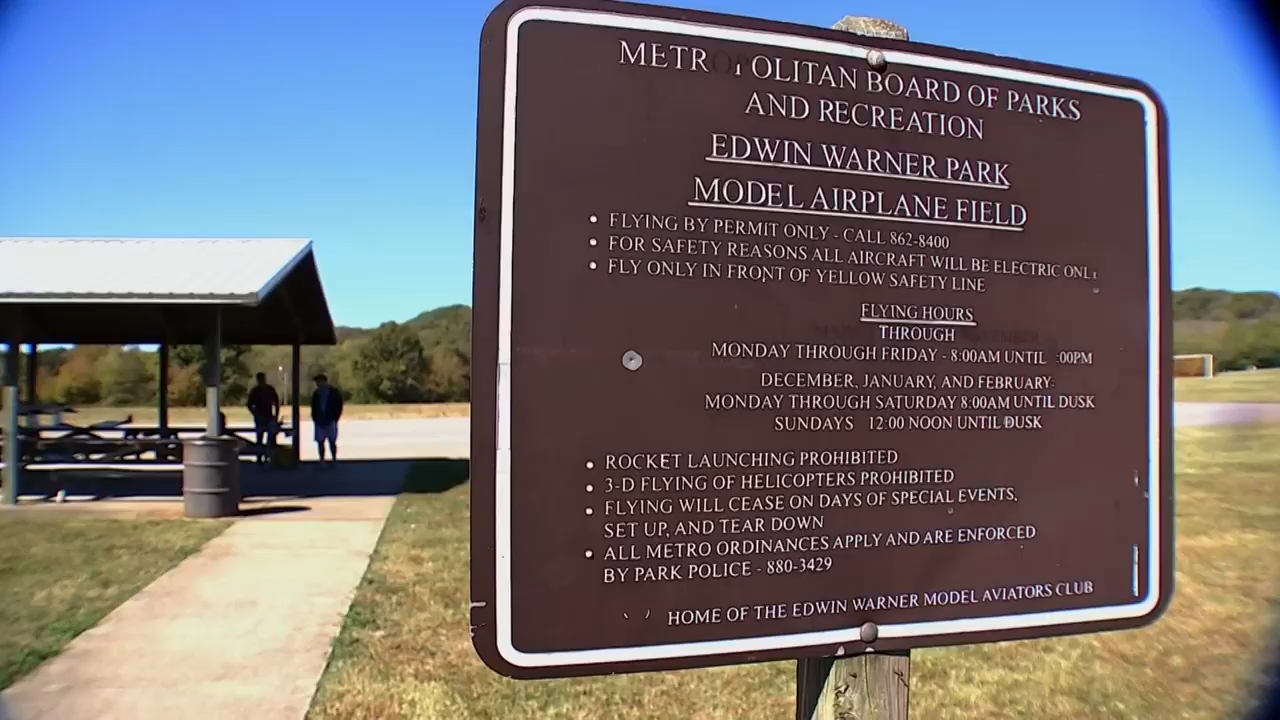 METROPOLITAN BOARD OF PARKS
AND RECREATION
EDWIN WARNER PARK
MODEL AIRPLANE FIELD
• FLYING BY PERMIT ONLY - CALL 862-8400
• FOR SAFETY REASONS ALL AIRCRAFT WILL BE ELECTRIC ONL
• FLY ONLY IN FRONT OF YELLOW SAFETY LINE
FLYING HOURS
THROUGH
MONDAY THROUGH FRIDAY - 8:00AM UNTIL :00PM
DECEMBER, JANUARY, AND FEBRUARY:
MONDAY THROUGH SATURDAY 8:00AM UNTIL DUSK
SUNDAYS 12:00 NOON UNTIL DUSK
• ROCKET LAUNCHING PROHIBITED
• 3-D FLYING OF HELICOPTERS PROHIBITED
• FLYING WILL CEASE ON DAYS OF SPECIAL EVENTS,
SET UP, AND TEAR DOWN
• ALL METRO ORDINANCES APPLY AND ARE ENFORCED
BY PARK POLICE - 880-3429
HOME OF THE EDWIN WARNER MODEL AVIATORS CLUB